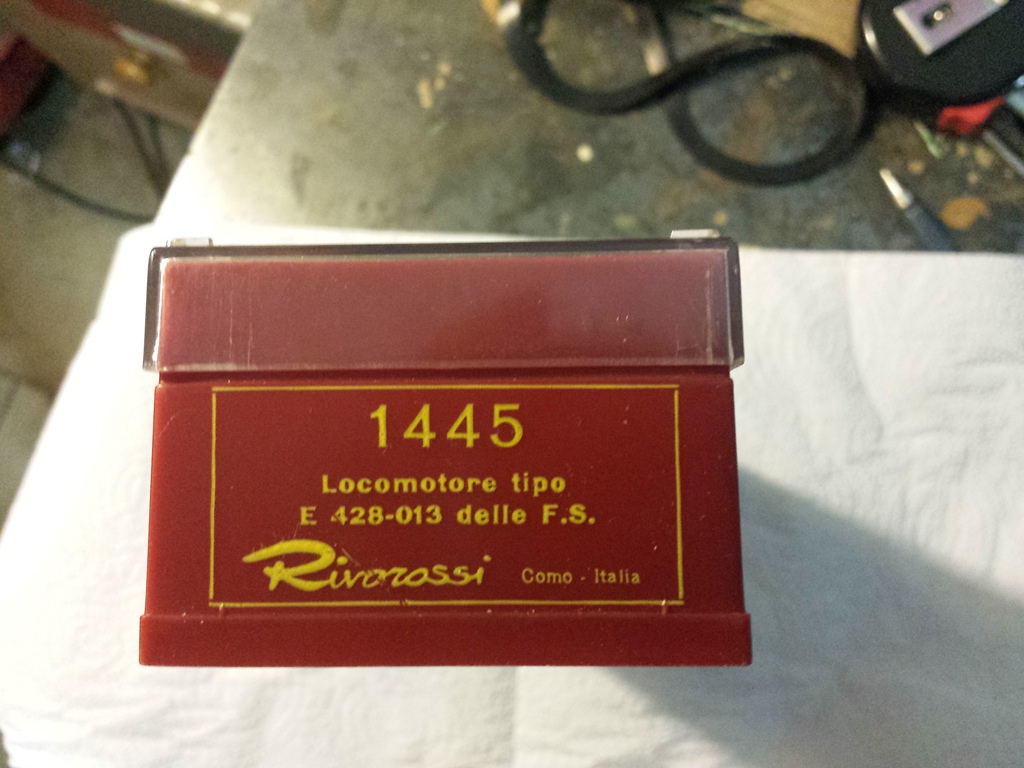 1445
Locomotore tipo
E 428-013 delle F.S.
Rivarossi Como - Italia